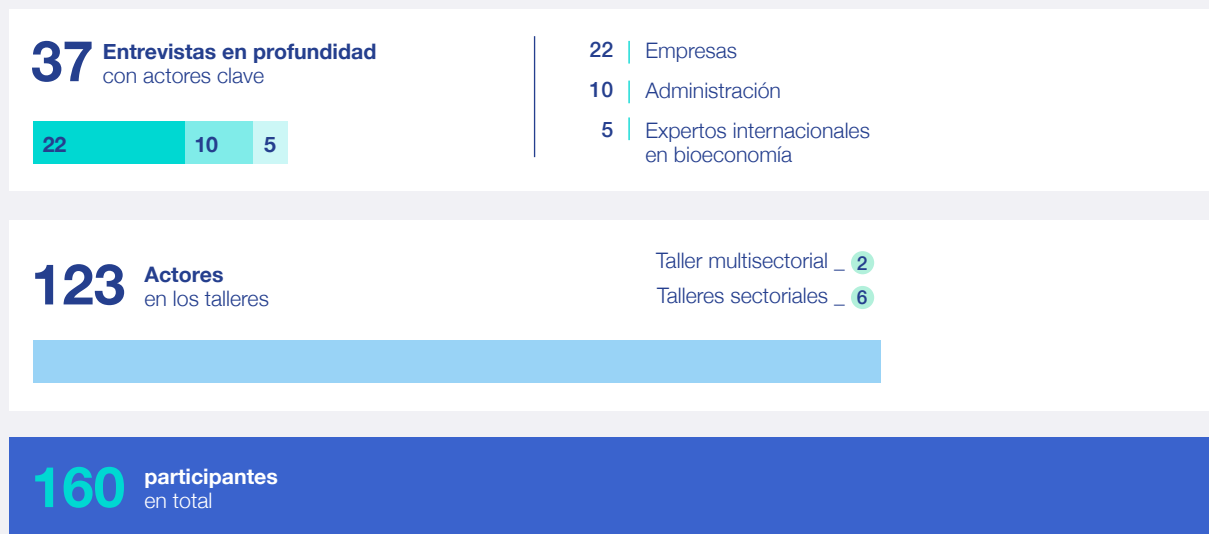 37 Entrevistas en profundidad
con actores clave
22 10 5
22 | Empresas
10 | Administración
5 | Expertos internacionales
en bioeconomía
123 Actores
en los talleres
Taller multisectorial _ 2
Talleres sectoriales _ 6
160 participantes
en total